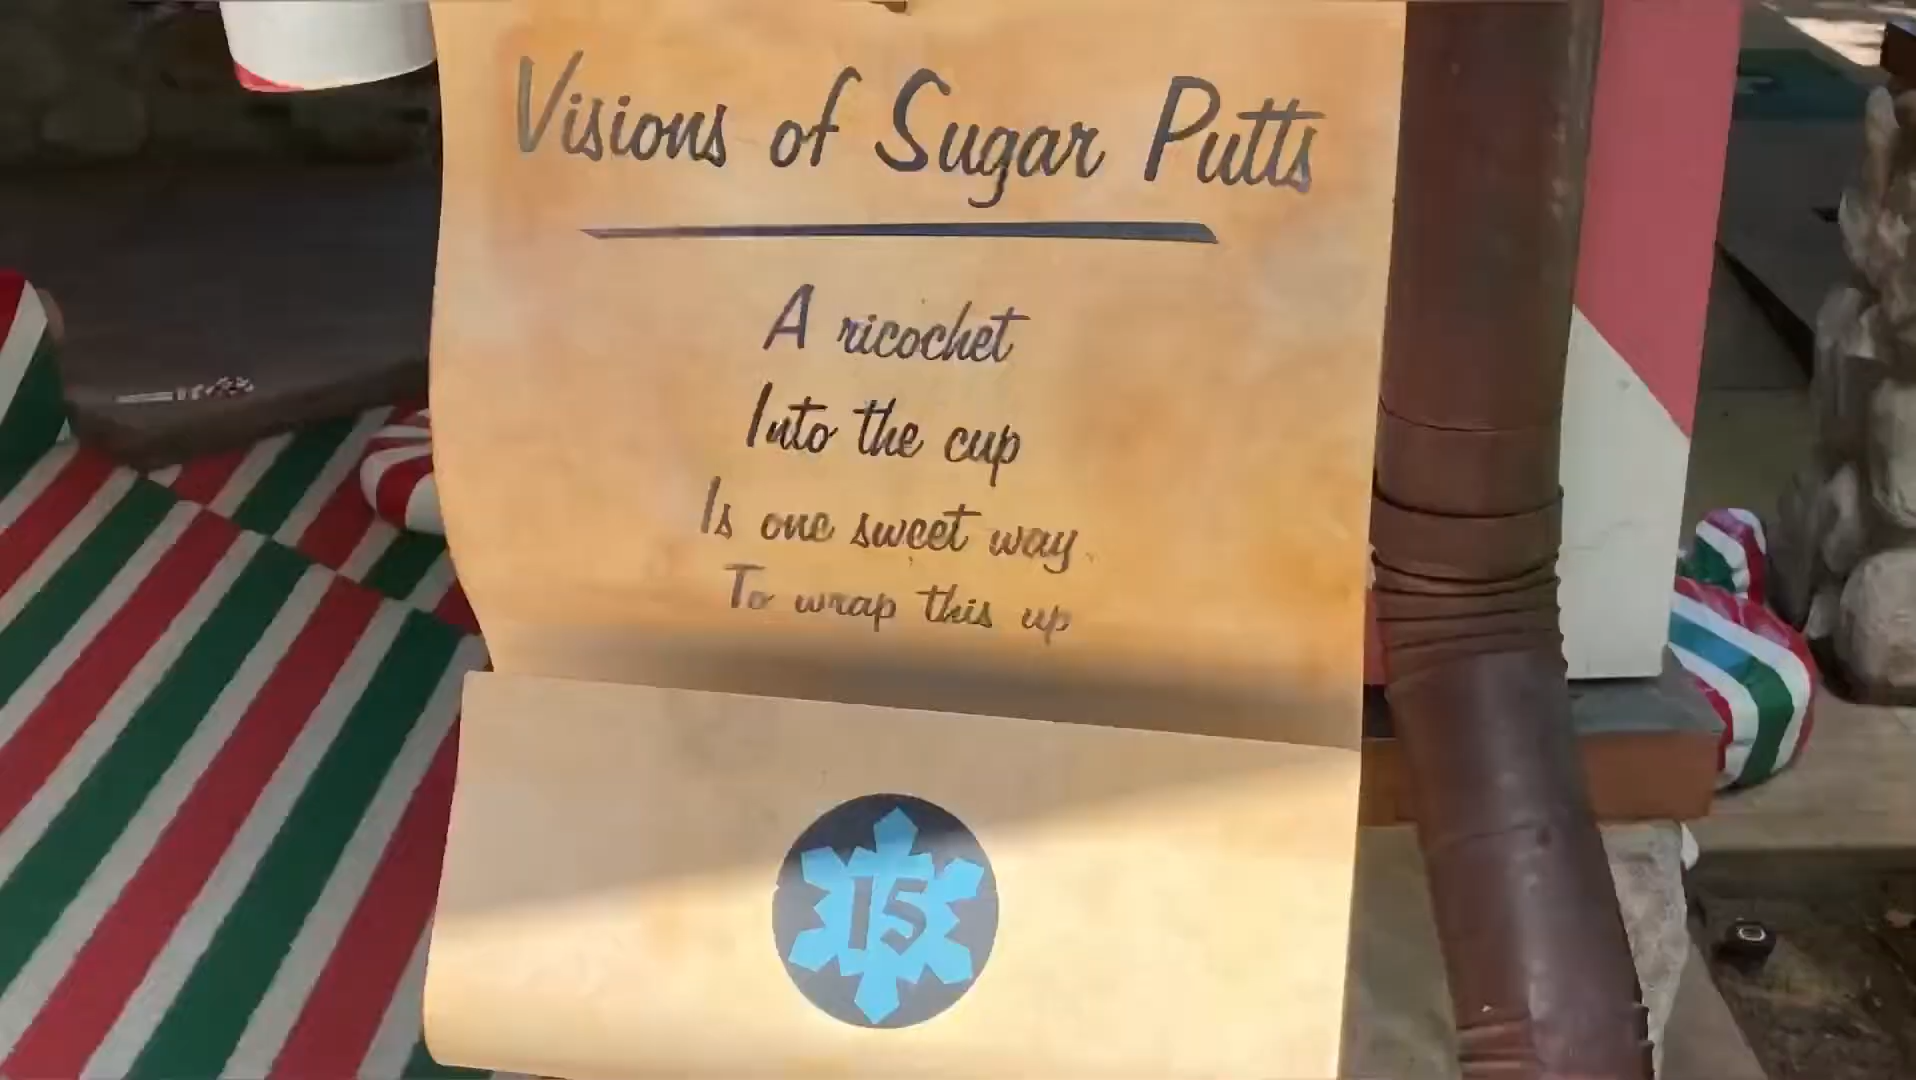 Visions of Sugar Putts
A ricochet
Into the cup
Is one sweet way
To wrap this up
15